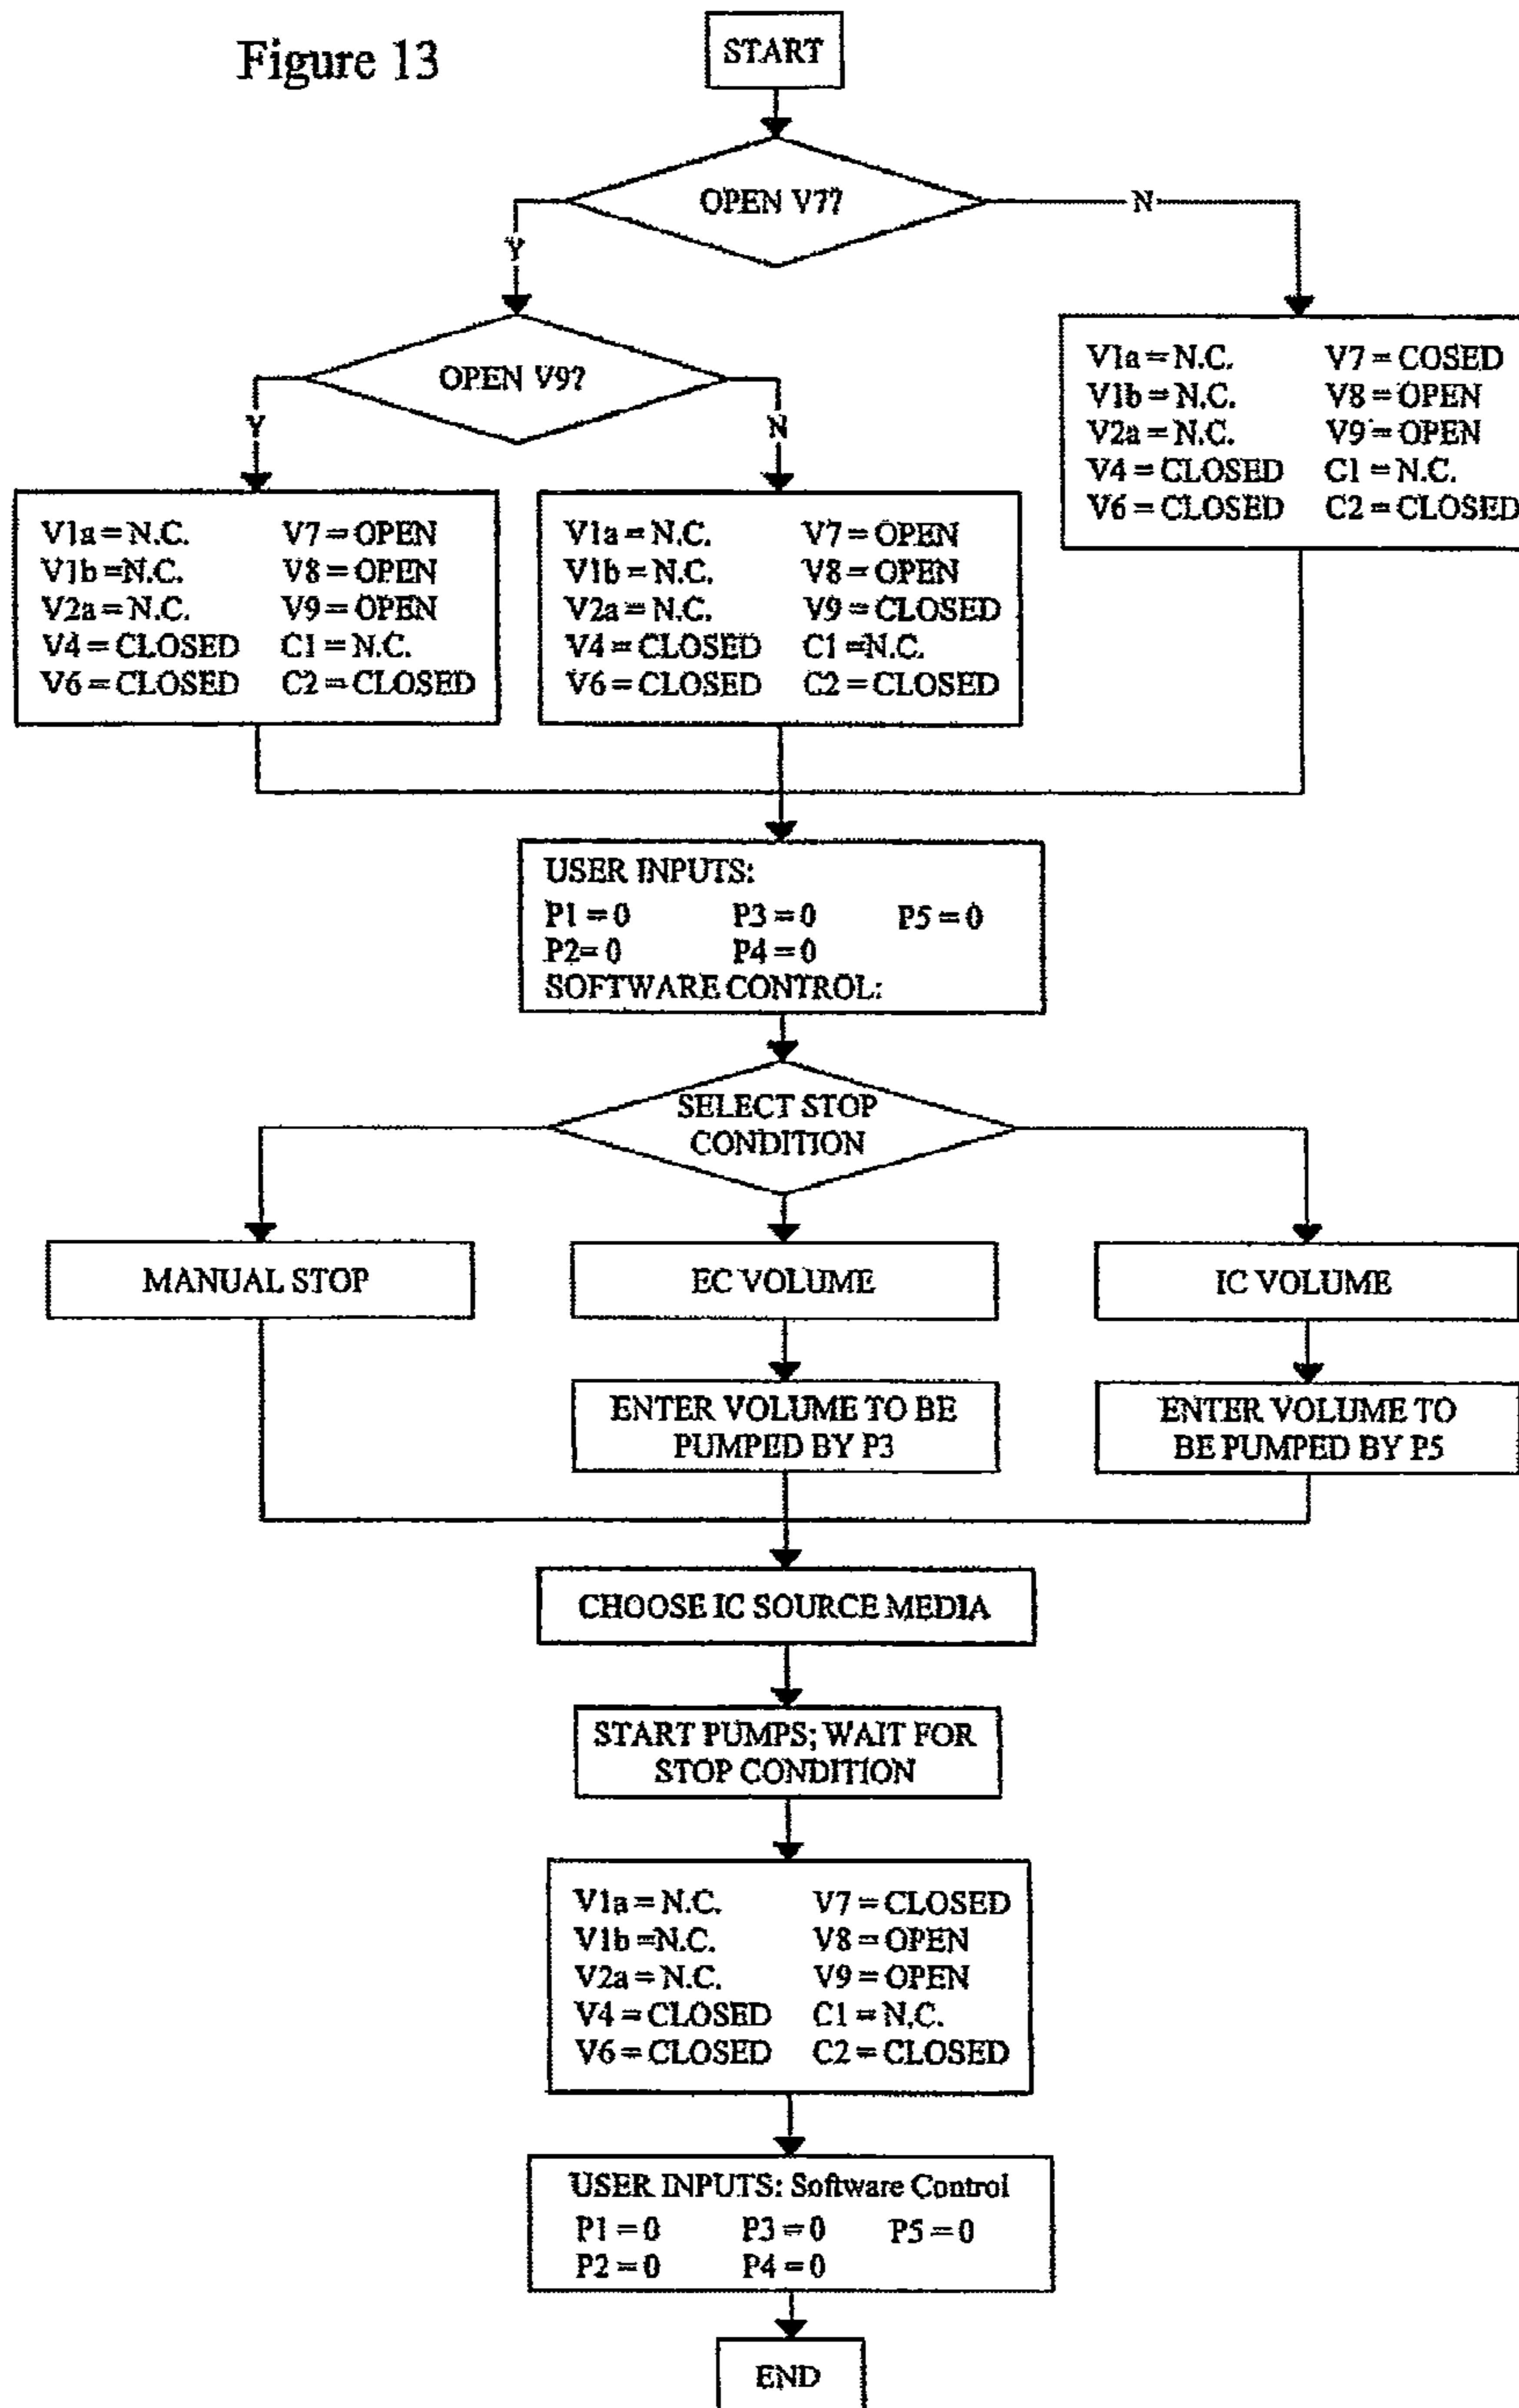 Figure 13
START
OPEN V7?
Y
N
OPEN V9?
Y
N
V1a = N.C. V7 = COSED
V1b = N.C. V8 = OPEN
V2a = N.C. V9 = OPEN
V4 = CLOSED C1 = N.C.
V6 = CLOSED C2 = CLOSED
V1a = N.C. V7 = OPEN
V1b =N.C. V8 = OPEN
V2a = N.C. V9 = OPEN
V4 = CLOSED C1 = N.C.
V6 = CLOSED C2 = CLOSED
V1a = N.C. V7 = OPEN
V1b = N.C. V8 = OPEN
V2a = N.C. V9 = CLOSED
V4 = CLOSED C1 =N.C.
V6 = CLOSED C2 = CLOSED
USER INPUTS:
P1 = 0 P3 = 0 P5 = 0
P2= 0 P4 = 0
SOFTWARE CONTROL:
SELECT STOP
CONDITION
MANUAL STOP
EC VOLUME
IC VOLUME
ENTER VOLUME TO BE
PUMPED BY P3
ENTER VOLUME TO
BE PUMPED BY P5
CHOOSE IC SOURCE MEDIA
START PUMPS; WAIT FOR
STOP CONDITION
V1a = N.C. V7 = CLOSED
V1b =N.C. V8 = OPEN
V2a = N.C. V9 = OPEN
V4 = CLOSED C1 = N.C.
V6 = CLOSED C2 = CLOSED
USER INPUTS: Software Control
P1 = 0 P3 = 0 P5 = 0
P2 = 0 P4 = 0
END